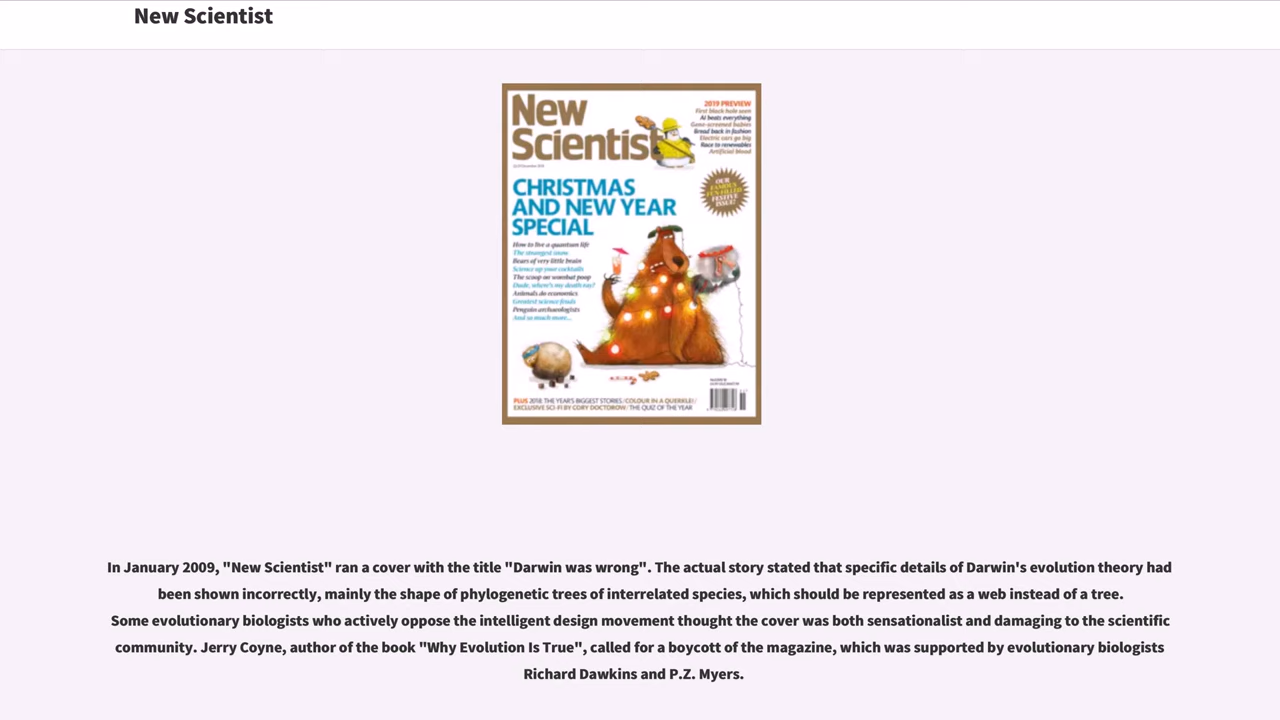 New Scientist
New
Scientist
2019 PREVIEW
First black hole seen
AI beats everything
Gene-screened babies
Bread back in fashion
Electric cars go big
Race to renewables
Artificial blood
CHRISTMAS
AND NEW YEAR
SPECIAL
OUR
FAMOUS
FUN-FILLED
FESTIVE
ISSUE!
How to live a quantum life
The strangest snow
Bears of very little brain
Science up your cocktails
The scoop on wombat poop
Dude, where's my death ray?
Animals do economics
Greatest science feuds
Penguin archaeologists
And so much more...
PLUS 2018: THE YEAR'S BIGGEST STORIES / COLOUR IN A QUERKLE! /
EXCLUSIVE SCI-FI BY CORY DOCTOROW / THE QUIZ OF THE YEAR
In January 2009, "New Scientist" ran a cover with the title "Darwin was wrong". The actual story stated that specific details of Darwin's evolution theory had
been shown incorrectly, mainly the shape of phylogenetic trees of interrelated species, which should be represented as a web instead of a tree.
Some evolutionary biologists who actively oppose the intelligent design movement thought the cover was both sensationalist and damaging to the scientific
community. Jerry Coyne, author of the book "Why Evolution Is True", called for a boycott of the magazine, which was supported by evolutionary biologists
Richard Dawkins and P.Z. Myers.